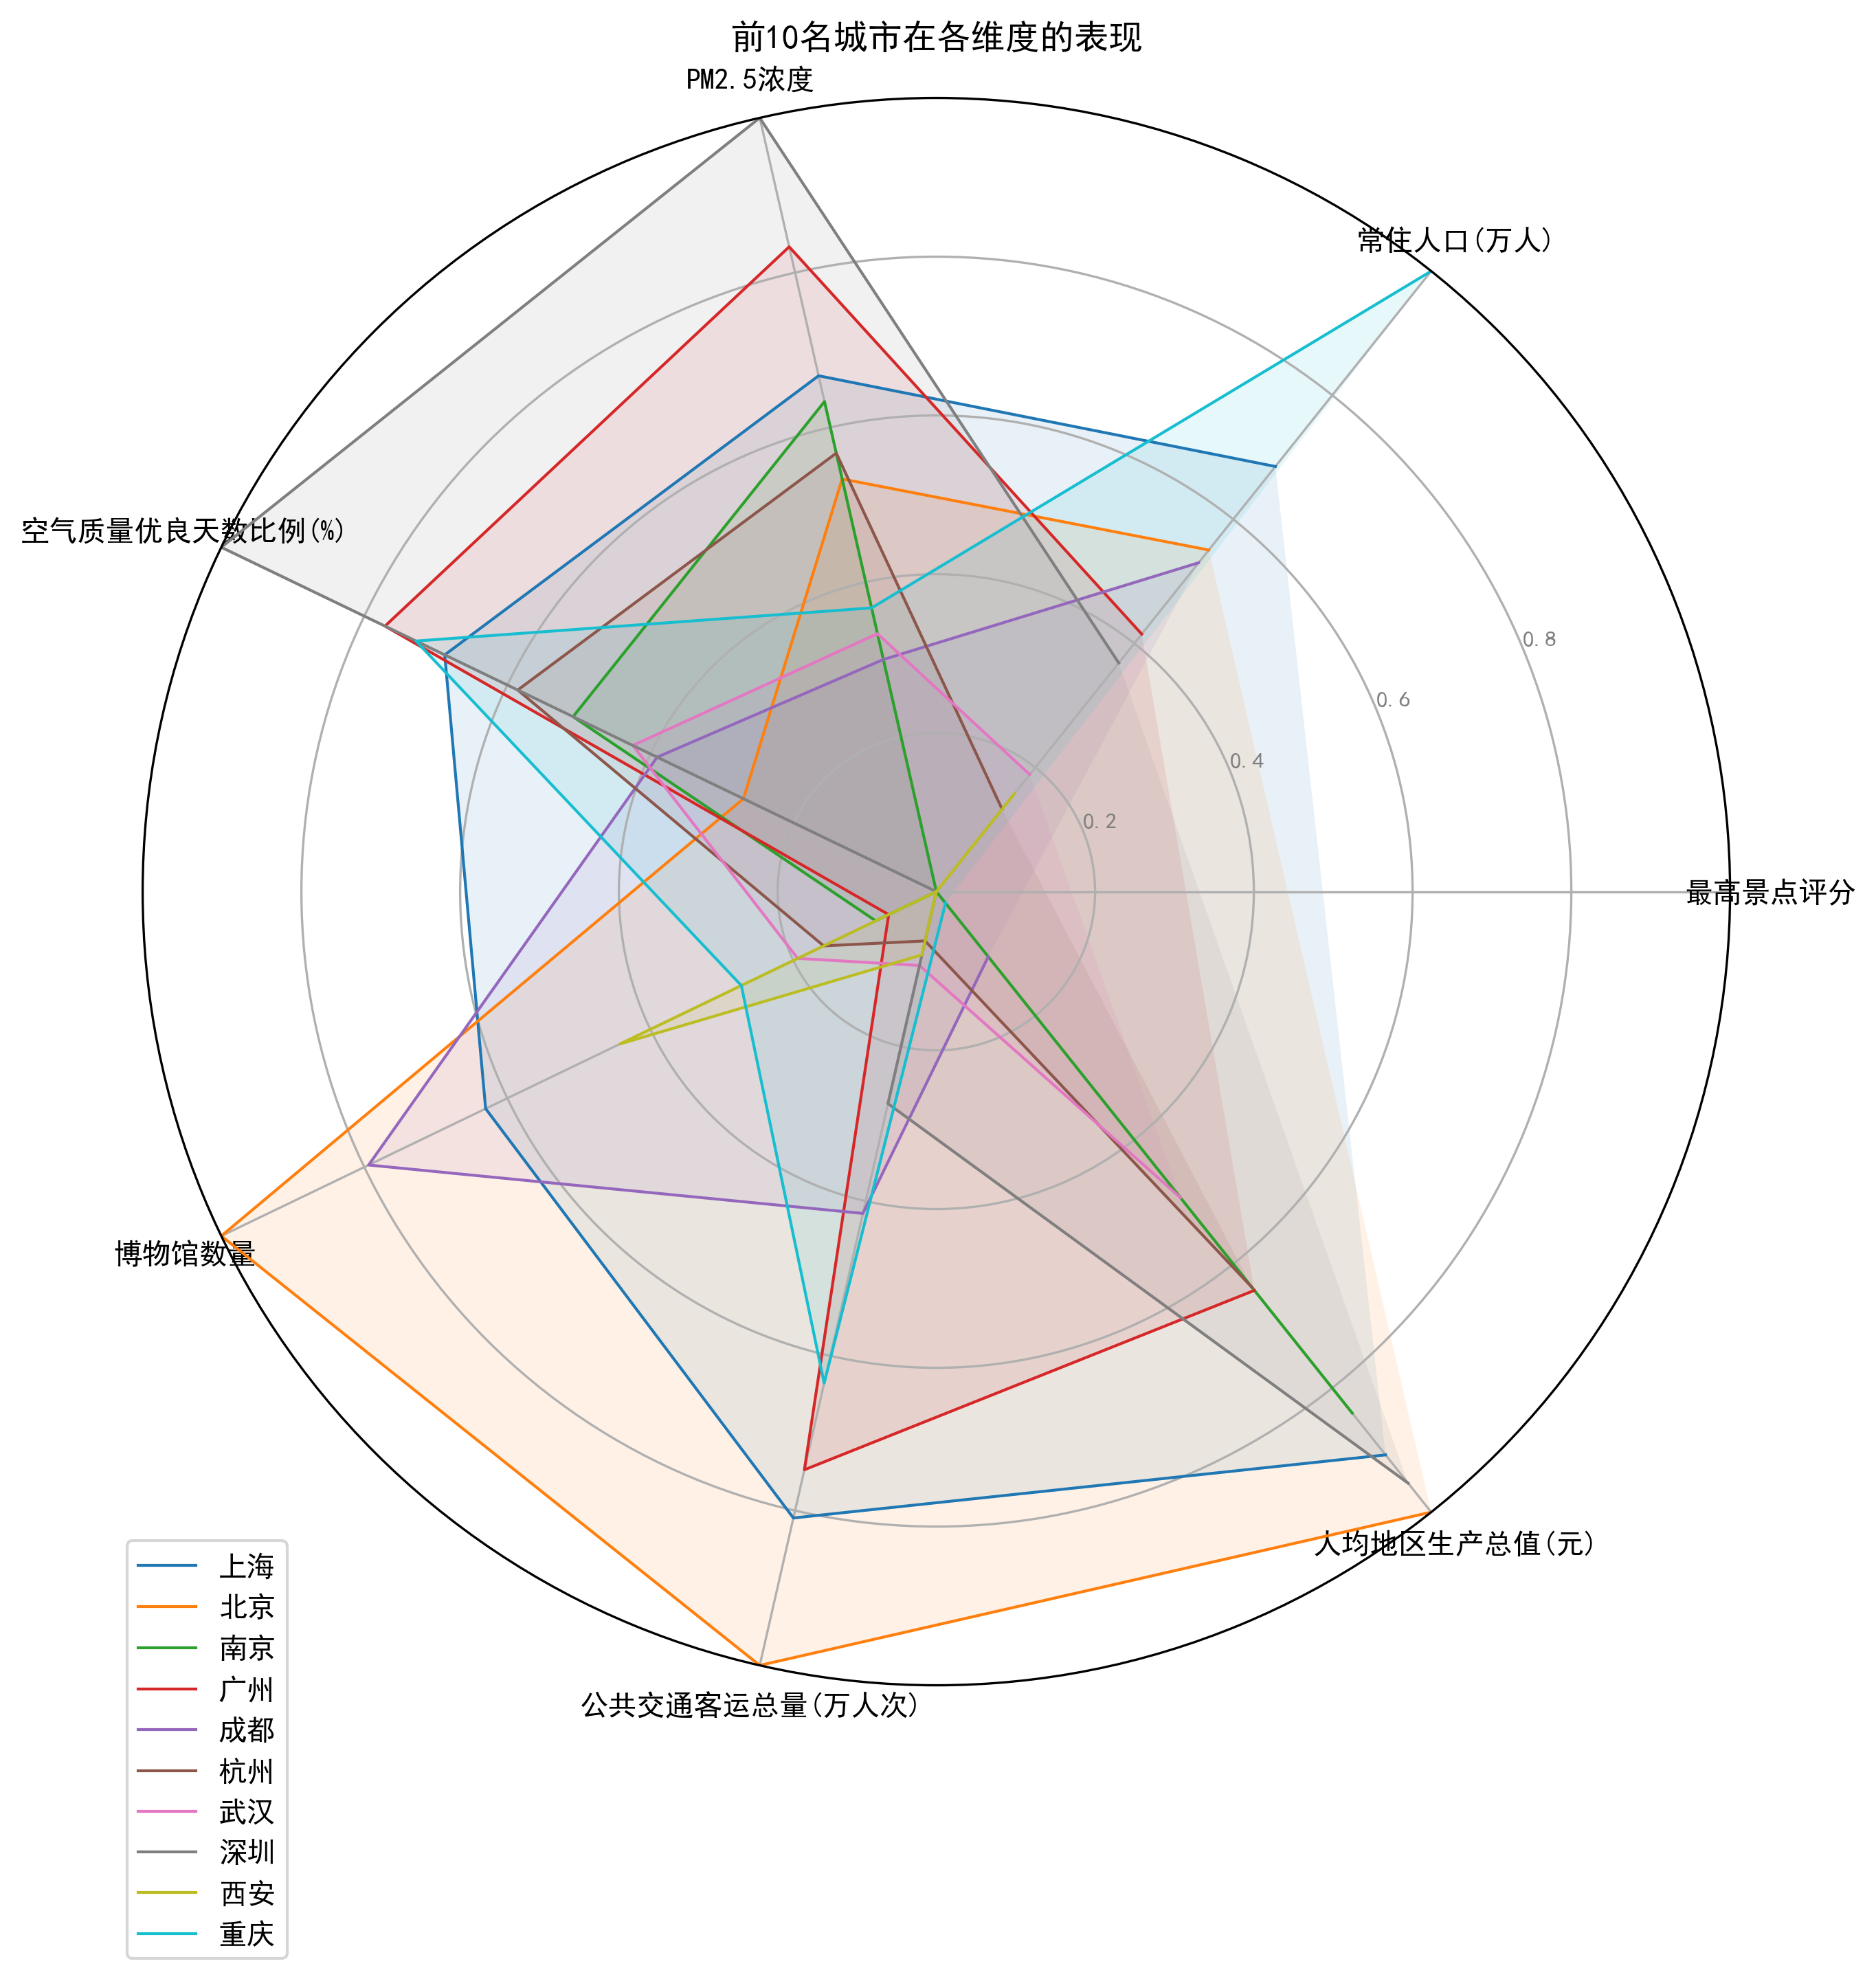 前10名城市在各维度的表现
PM2.5浓度
常住人口(万人)
空气质量优良天数比例(%)
0.8
0.6
0.4
0.2
最高景点评分
博物馆数量
人均地区生产总值(元)
公共交通客运总量(万人次)
上海
北京
南京
广州
成都
杭州
武汉
深圳
西安
重庆